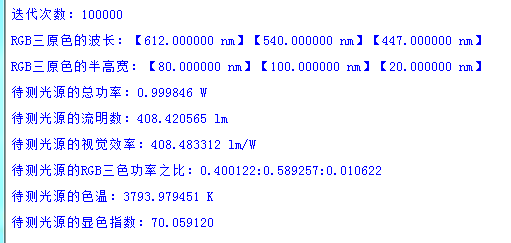 迭代次数：100000
RGB三原色的波长：【612.000000 nm】【540.000000 nm】【447.000000 nm】
RGB三原色的半高宽：【80.000000 nm】【100.000000 nm】【20.000000 nm】
待测光源的总功率：0.999846 W
待测光源的流明数：408.420565 lm
待测光源的视觉效率：408.483312 lm/W
待测光源的RGB三色功率之比：0.400122:0.589257:0.010622
待测光源的色温：3793.979451 K
待测光源的显色指数：70.059120